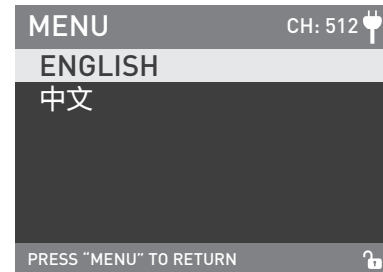 MENU CH: 512
ENGLISH
中文
PRESS “MENU” TO RETURN